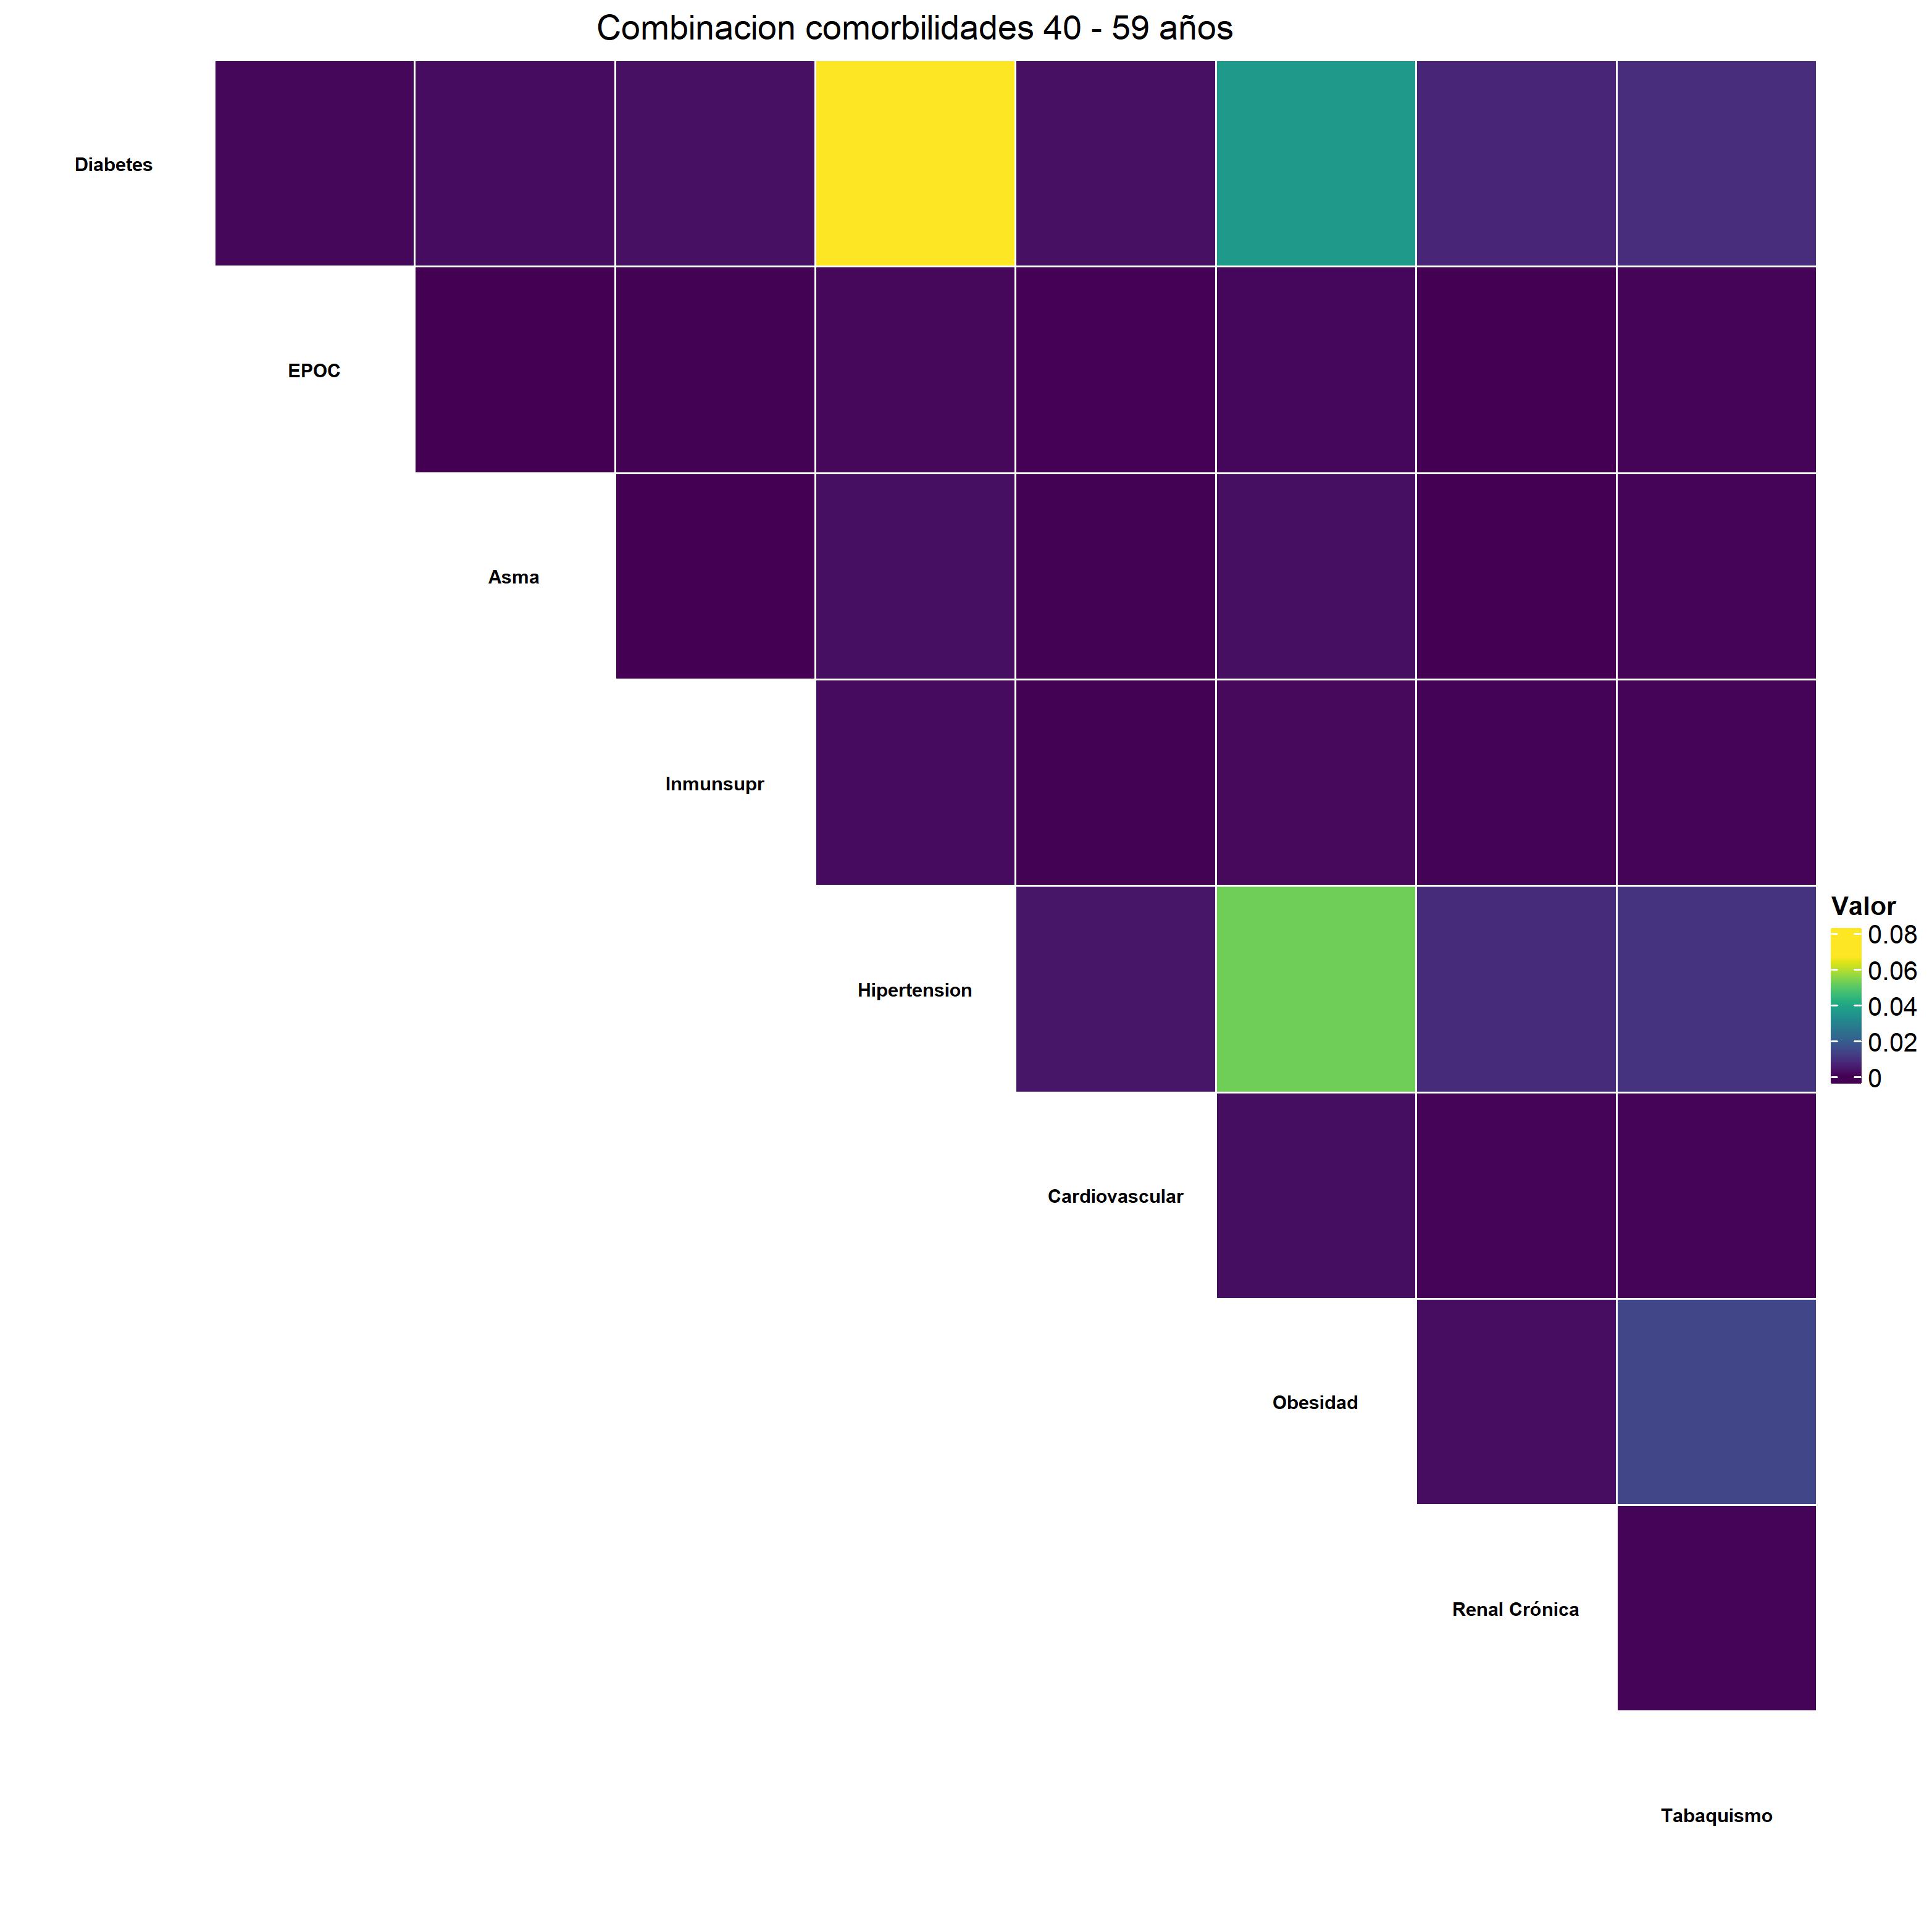 Combinacion comorbilidades 40 - 59 años
Diabetes
EPOC
Asma
Inmunsupr
Hipertension
Cardiovascular
Obesidad
Renal Crónica
Tabaquismo
Valor
0.08
0.06
0.04
0.02
0